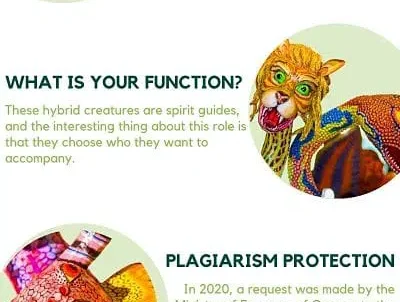 WHAT IS YOUR FUNCTION?
These hybrid creatures are spirit guides,
and the interesting thing about this role is
that they choose who they want to
accompany.
PLAGIARISM PROTECTION
In 2020, a request was made by the